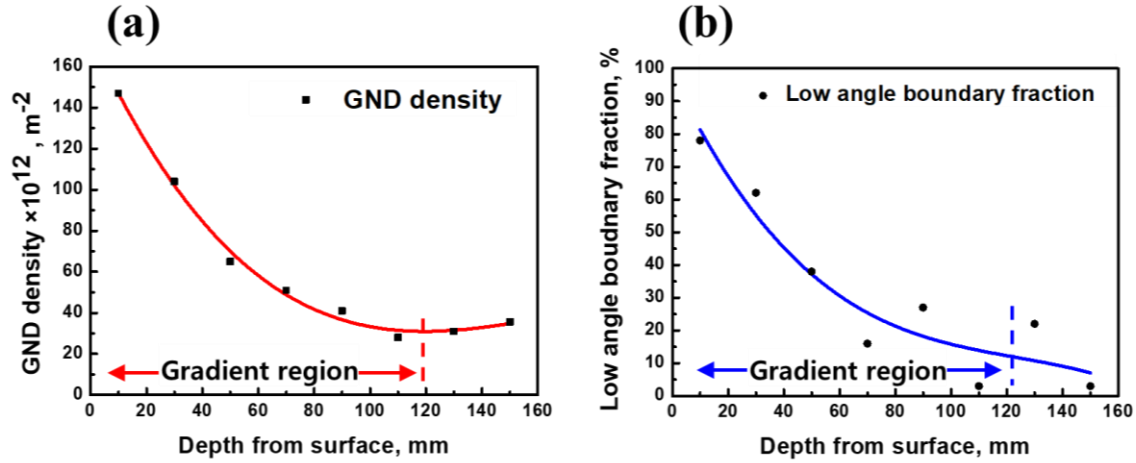 (a)
GND density ×10^12 , m^-2
160
140
120
100
80
60
40
20
0
GND density
Gradient region
0 20 40 60 80 100 120 140 160
Depth from surface, mm
(b)
Low angle boudnary fraction, %
100
90
80
70
60
50
40
30
20
10
0
Low angle boundary fraction
Gradient region
0 20 40 60 80 100 120 140 160
Depth from surface, mm